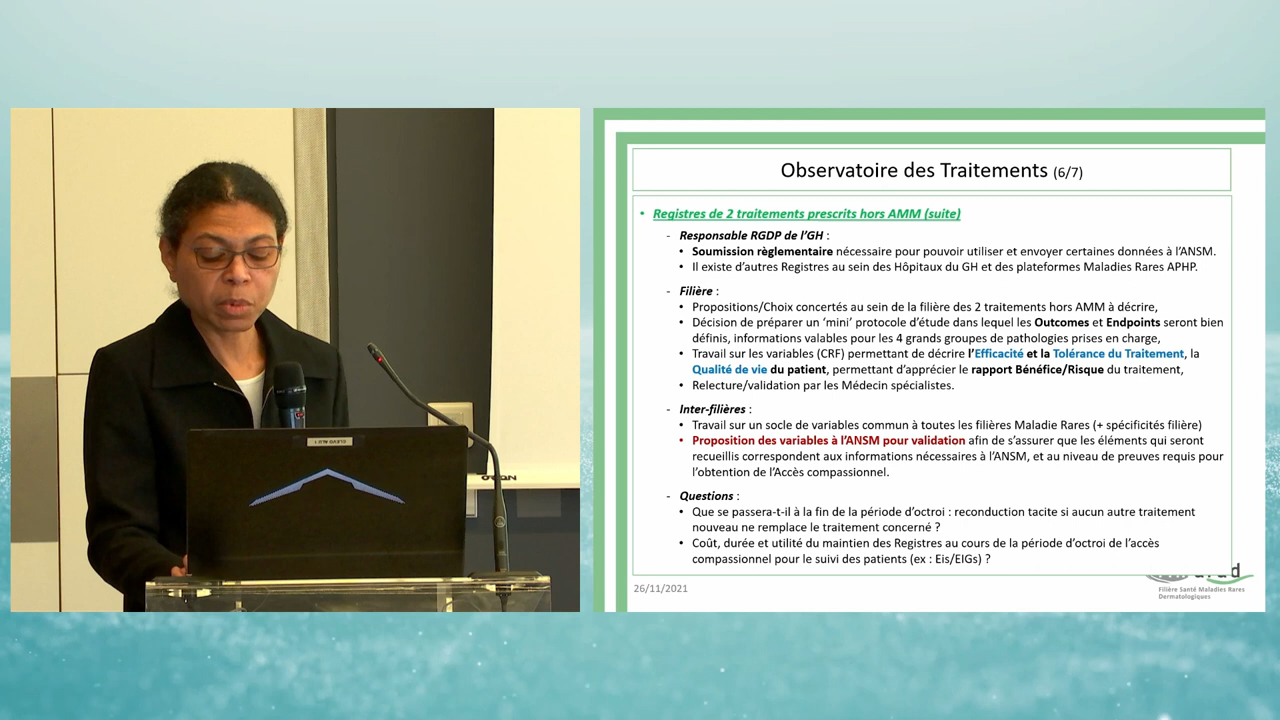 Observatoire des Traitements (6/7)
• Registres de 2 traitements prescrits hors AMM (suite)
- Responsable RGDP de l'GH :
• Soumission règlementaire nécessaire pour pouvoir utiliser et envoyer certaines données à l'ANSM.
• Il existe d'autres Registres au sein des Hôpitaux du GH et des plateformes Maladies Rares APHP.
- Filière :
• Propositions/Choix concertés au sein de la filière des 2 traitements hors AMM à décrire,
• Décision de préparer un 'mini' protocole d'étude dans lequel les Outcomes et Endpoints seront bien
définis, informations valables pour les 4 grands groupes de pathologies prises en charge,
• Travail sur les variables (CRF) permettant de décrire l'Efficacité et la Tolérance du Traitement, la
Qualité de vie du patient, permettant d'apprécier le rapport Bénéfice/Risque du traitement,
• Relecture/validation par les Médecin spécialistes.
- Inter-filières :
• Travail sur un socle de variables commun à toutes les filières Maladie Rares (+ spécificités filière)
• Proposition des variables à l'ANSM pour validation afin de s'assurer que les éléments qui seront
recueillis correspondent aux informations nécessaires à l'ANSM, et au niveau de preuves requis pour
l'obtention de l'Accès compassionnel.
- Questions :
• Que se passera-t-il à la fin de la période d'octroi : reconduction tacite si aucun autre traitement
nouveau ne remplace le traitement concerné ?
• Coût, durée et utilité du maintien des Registres au cours de la période d'octroi de l'accès
compassionnel pour le suivi des patients (ex : Eis/EIGs) ?
26/11/2021
Filière Santé Maladies Rares
Dermatologiques